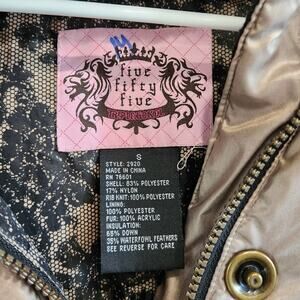 five
fifty
five
S
STYLE: 2920
MADE IN CHINA
RN 76601
SHELL: 83% POLYESTER
17% NYLON
RIB KNIT: 100% POLYESTER
LINING:
100% POLYESTER
FUR: 100% ACRYLIC
INSULATION:
65% DOWN
35% WATERFOWL FEATHERS
SEE REVERSE FOR CARE